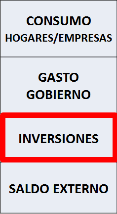 CONSUMO
HOGARES/EMPRESAS
GASTO
GOBIERNO
INVERSIONES
SALDO EXTERNO